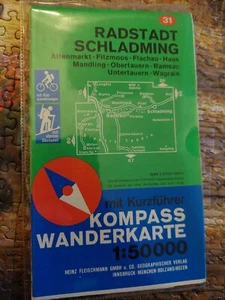 31
RADSTADT
SCHLADMING
Altenmarkt · Filzmoos · Flachau · Haus
Mandling · Obertauern · Ramsau
Untertauern · Wagrain
mit Kurzführer
KOMPASS
WANDERKARTE
1:50000
HEINZ FLEISCHMANN GMBH u. CO. GEOGRAPHISCHER VERLAG
INNSBRUCK MÜNCHEN BOLZANO-BOZEN